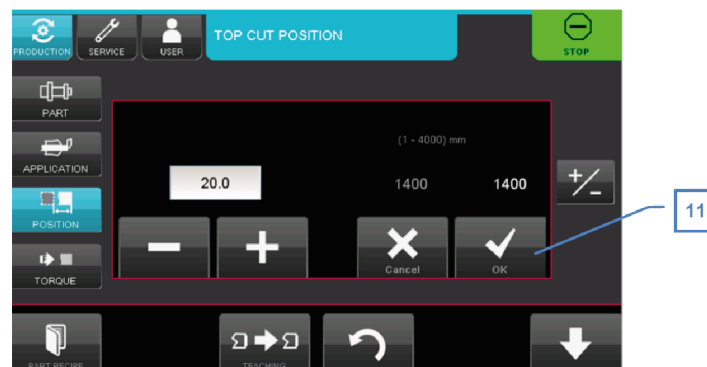 PRODUCTION
SERVICE
USER
TOP CUT POSITION
STOP
PART
(1 - 4000) mm
APPLICATION
20.0
1400
1400
+/-
11
POSITION
Cancel
OK
TORQUE
PART RECIPE
TEACHING